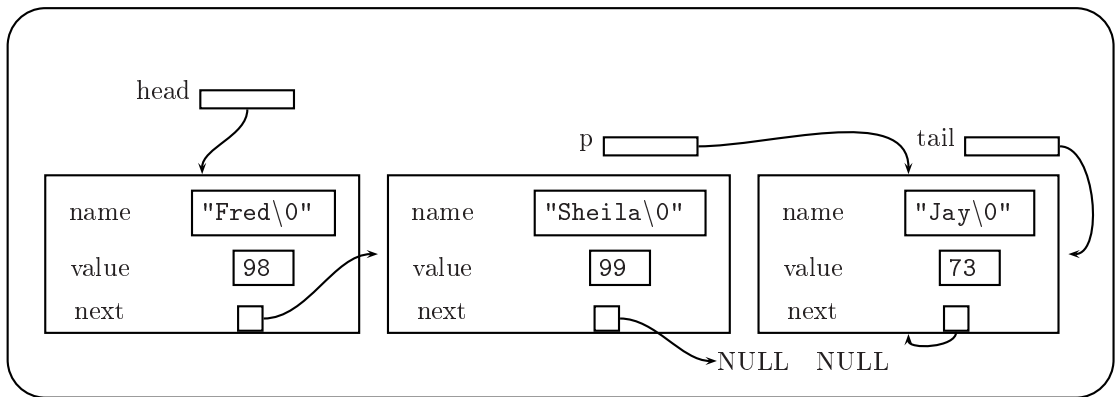 head
p
tail
name "Fred\0"
value 98
next
name "Sheila\0"
value 99
next
name "Jay\0"
value 73
next
NULL
NULL